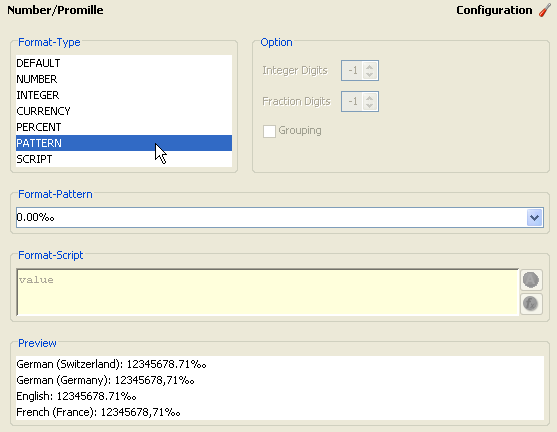 Number/Promille Configuration
Format-Type
DEFAULT
NUMBER
INTEGER
CURRENCY
PERCENT
PATTERN
SCRIPT
Option
Integer Digits -1
Fraction Digits -1
Grouping
Format-Pattern
0.00‰
Format-Script
value
Preview
German (Switzerland): 12345678.71‰
German (Germany): 12345678,71‰
English: 12345678.71‰
French (France): 12345678,71‰